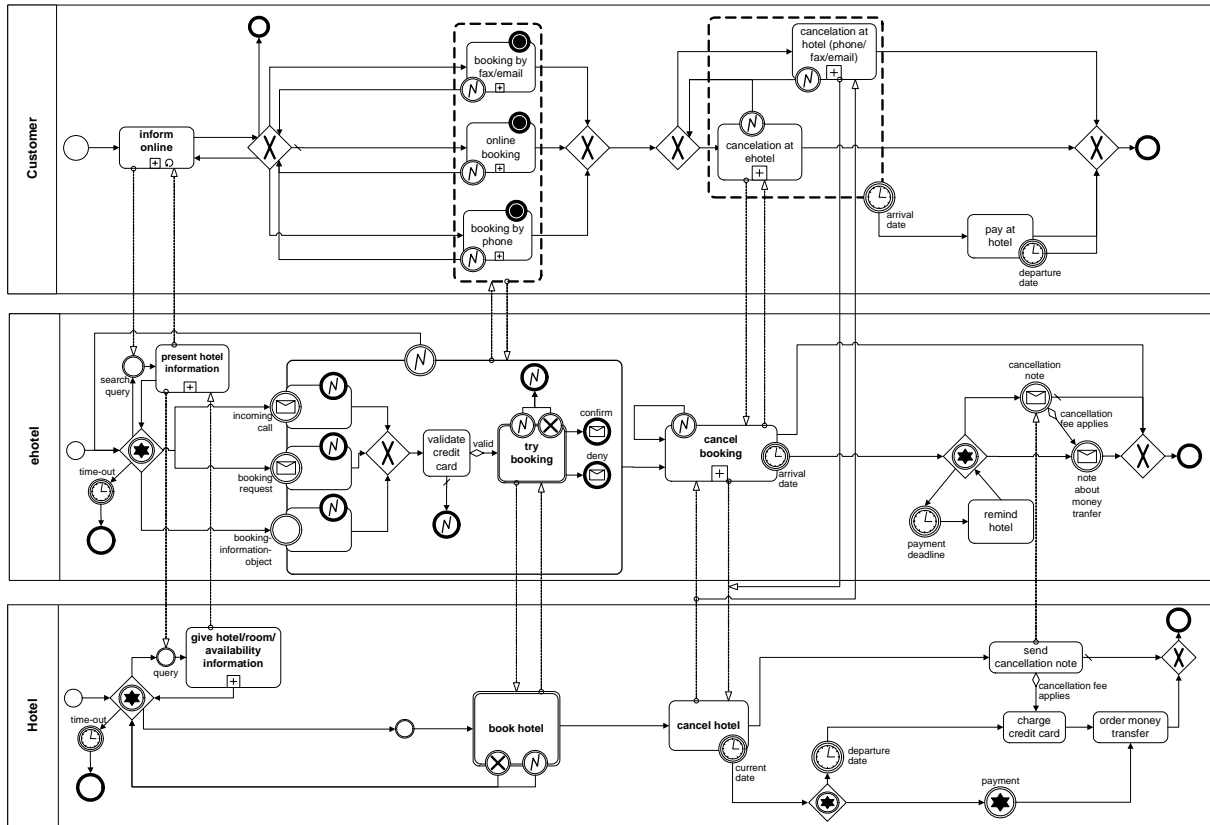 Customer
inform
online
booking by
fax/email
online
booking
booking by
phone
cancelation at
hotel (phone/
fax/email)
cancelation at
ehotel
arrival
date
pay at
hotel
departure
date
ehotel
search
query
present hotel
information
time-out
incoming
call
booking
request
booking-
information-
object
validate
credit
card
valid
try
booking
confirm
deny
cancel
booking
arrival
date
cancellation
note
cancellation
fee applies
note
about
money
tranfer
payment
deadline
remind
hotel
Hotel
query
give hotel/room/
availability
information
time-out
book hotel
cancel hotel
current
date
departure
date
payment
send
cancellation note
cancellation fee
applies
charge
credit card
order money
transfer